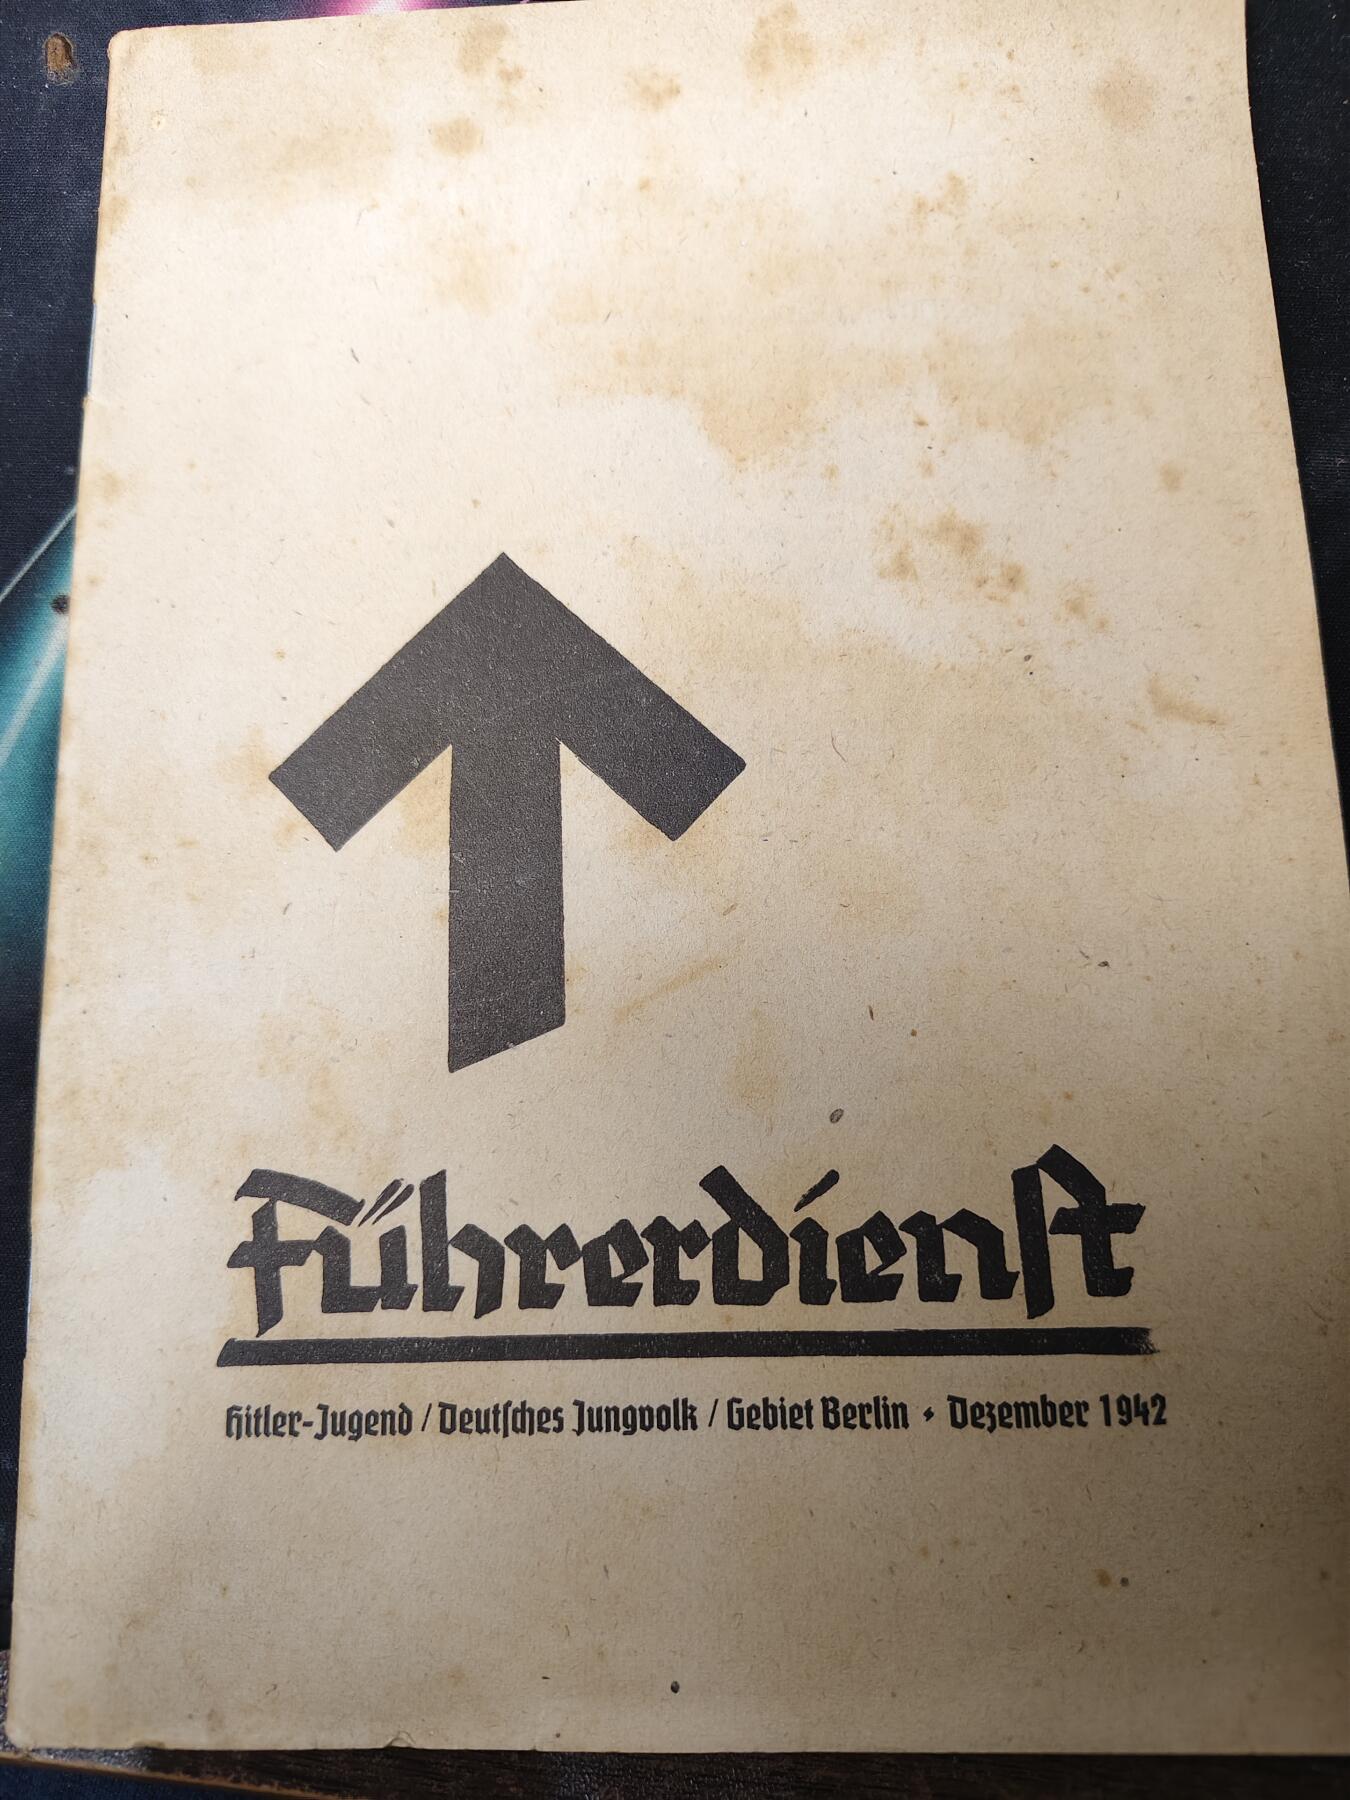 Führerdienst
Hitler-Jugend / Deutsches Jungvolk / Gebiet Berlin • Dezember 1942